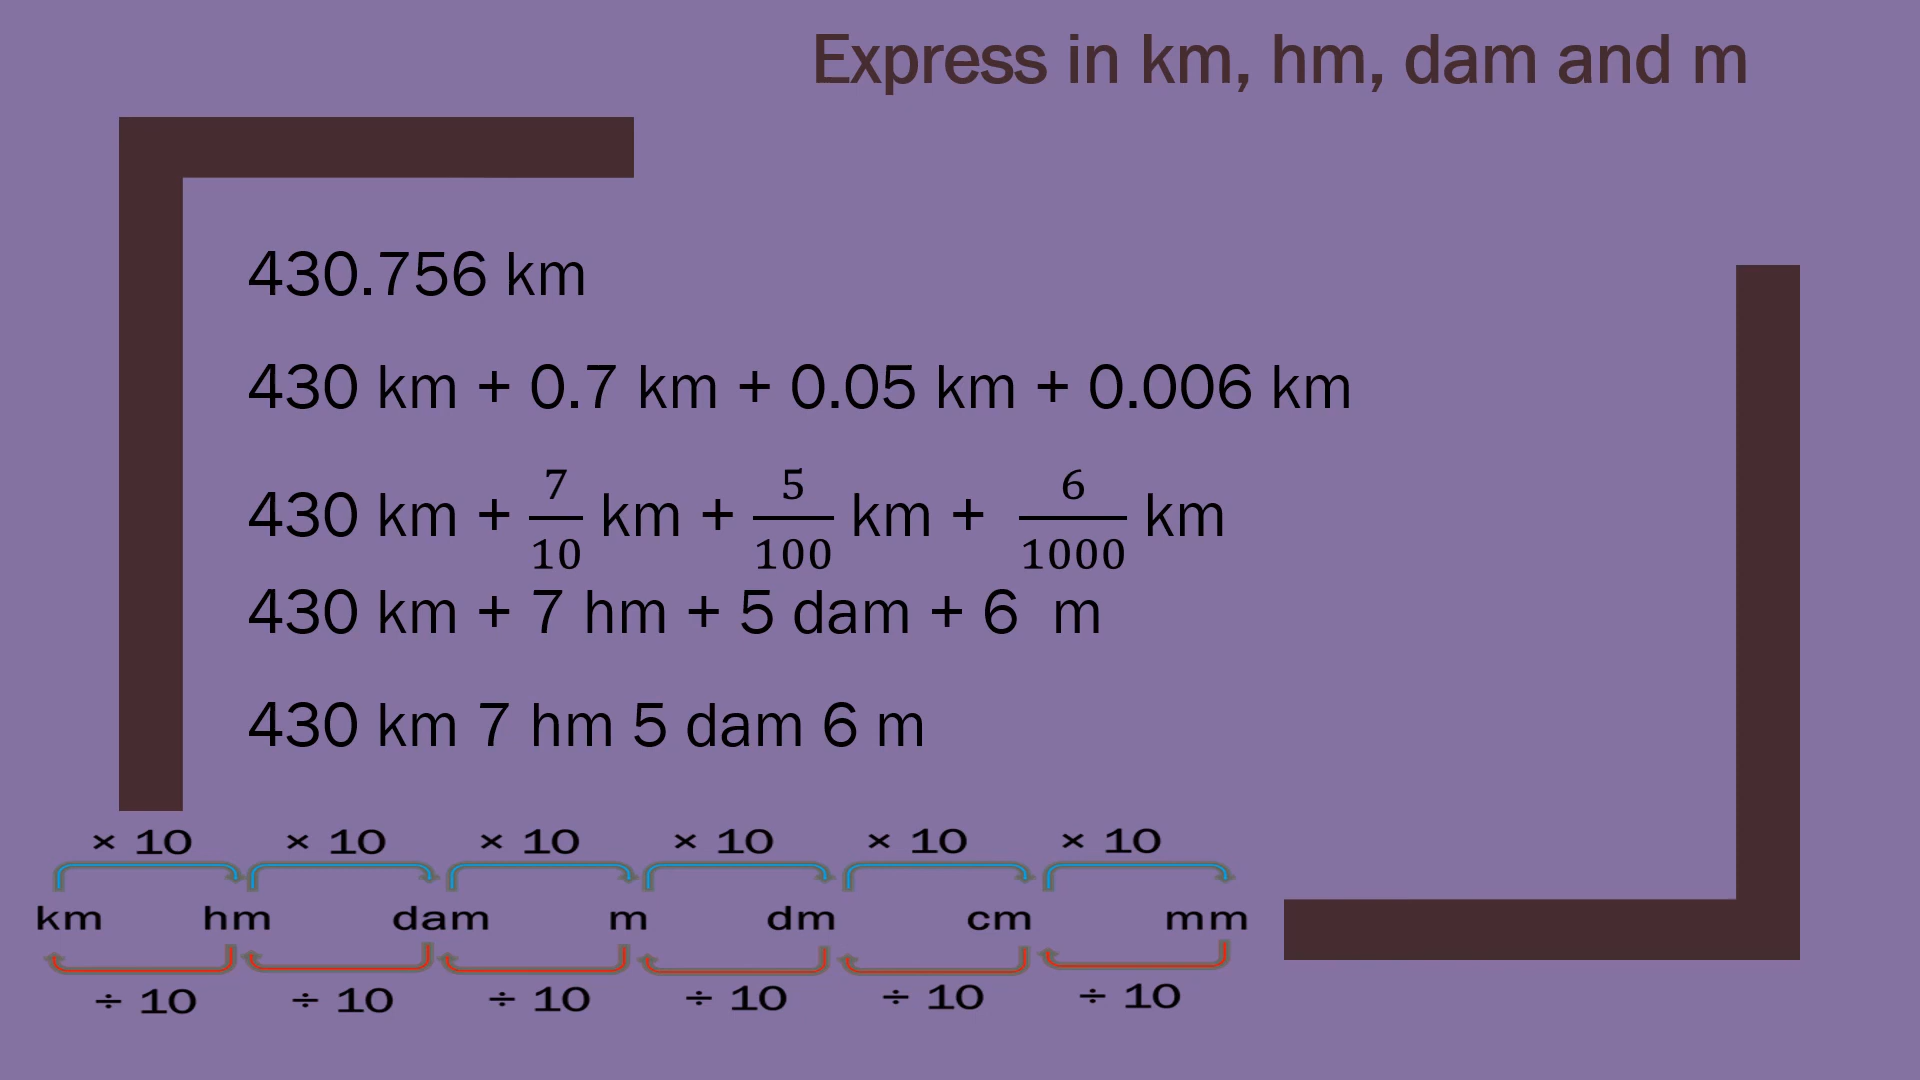 Express in km, hm, dam and m
430.756 km
430 km + 0.7 km + 0.05 km + 0.006 km
430 km + 7/10 km + 5/100 km + 6/1000 km
430 km + 7 hm + 5 dam + 6 m
430 km 7 hm 5 dam 6 m
× 10 × 10 × 10 × 10 × 10 × 10
km hm dam m dm cm mm
÷ 10 ÷ 10 ÷ 10 ÷ 10 ÷ 10 ÷ 10